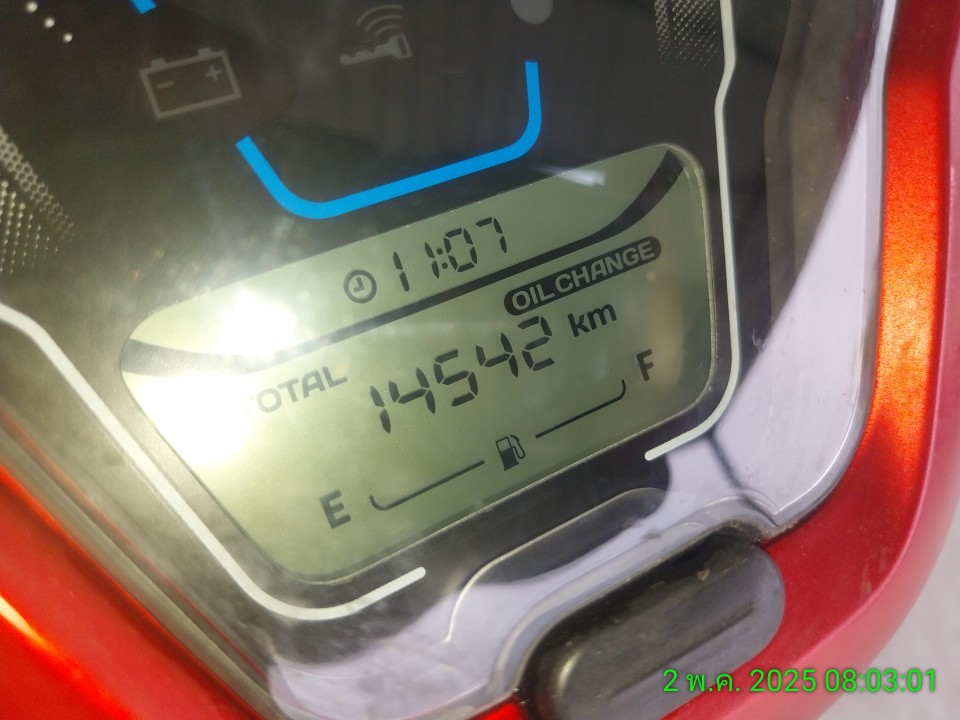 11:07
OIL CHANGE
TOTAL 14542 km
E F
2 พ.ค. 2025 08:03:01